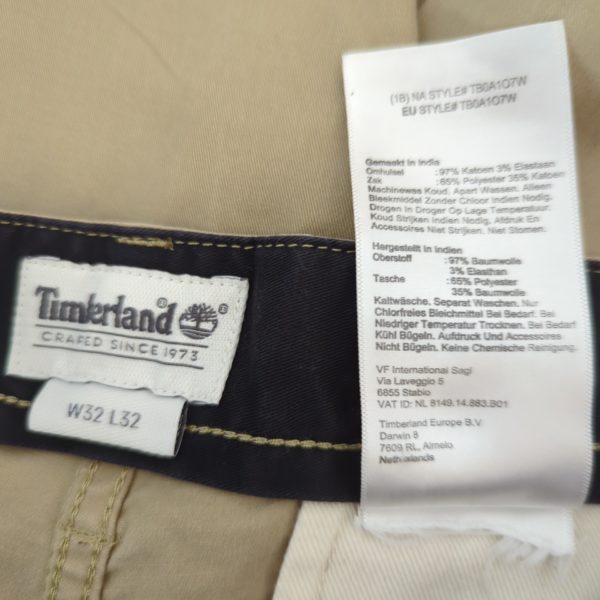 Timberland®
®
CRAFED SINCE 1973
W32 L32
(1B) NA STYLE# TB0A1O7W
EU STYLE# TB0A1O7W
Gemaakt In India
Omhulsel :97% Katoen 3% Elastaan
Zak :65% Polyester 35% Katoen
Machinewas Koud. Apart Wassen. Alleen
Bleekmiddel Zonder Chloor Indien Nodig.
Drogen In Droger Op Lage Temperatuur.
Koud Strijken Indien Nodig, Afdruk En
Accessoires Niet Strijken. Niet Stomen.
Hergestellt In Indien
Oberstoff :97% Baumwolle
3% Elasthan
Tasche :65% Polyester
35% Baumwolle
Kaltwäsche, Separat Waschen. Nur
Chlorfreies Bleichmittel Bei Bedarf. Bei
Niedriger Temperatur Trocknen. Bei Bedarf
Kühl Bügeln. Aufdruck Und Accessoires
Nicht Bügeln. Keine Chemische Reinigung.
VF International Sagl
Via Laveggio 5
6855 Stabio
VAT ID: NL 8149.14.883.B01
Timberland Europe B.V.
Darwin 8
7609 RL, Almelo
Netherlands